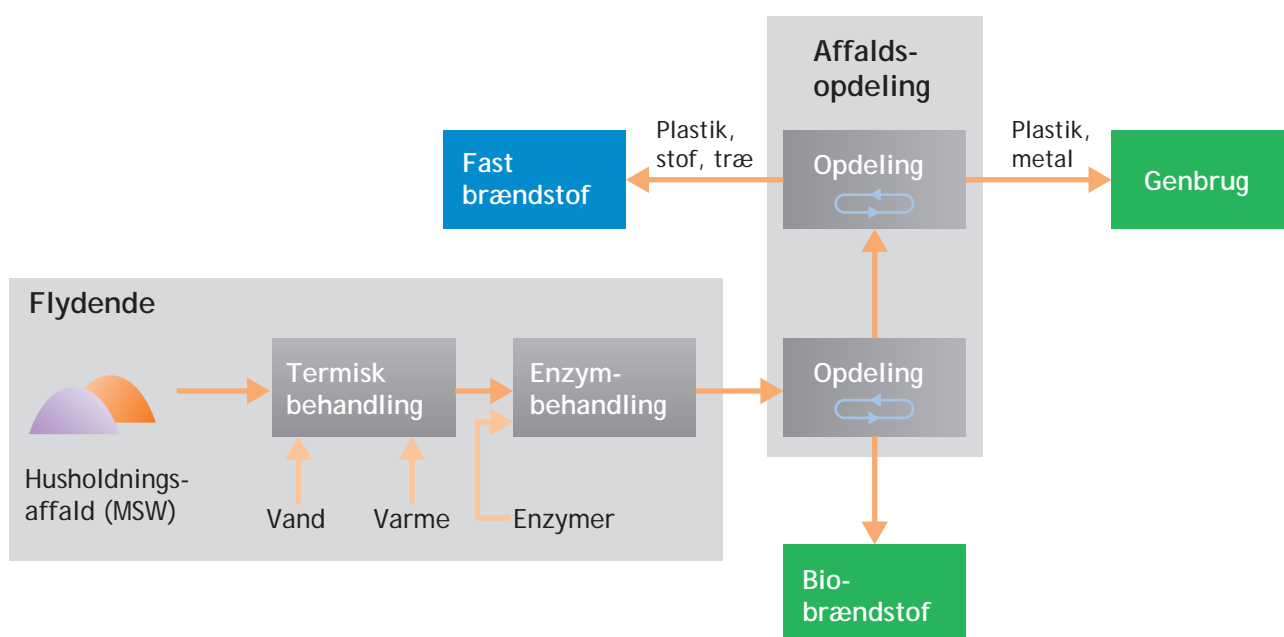 Affalds-
opdeling
Plastik,
stof, træ
Plastik,
metal
Fast
brændstof
Opdeling
Genbrug
Flydende
Termisk
behandling
Enzym-
behandling
Opdeling
Husholdnings-
affald (MSW)
Vand
Varme
Enzymer
Bio-
brændstof